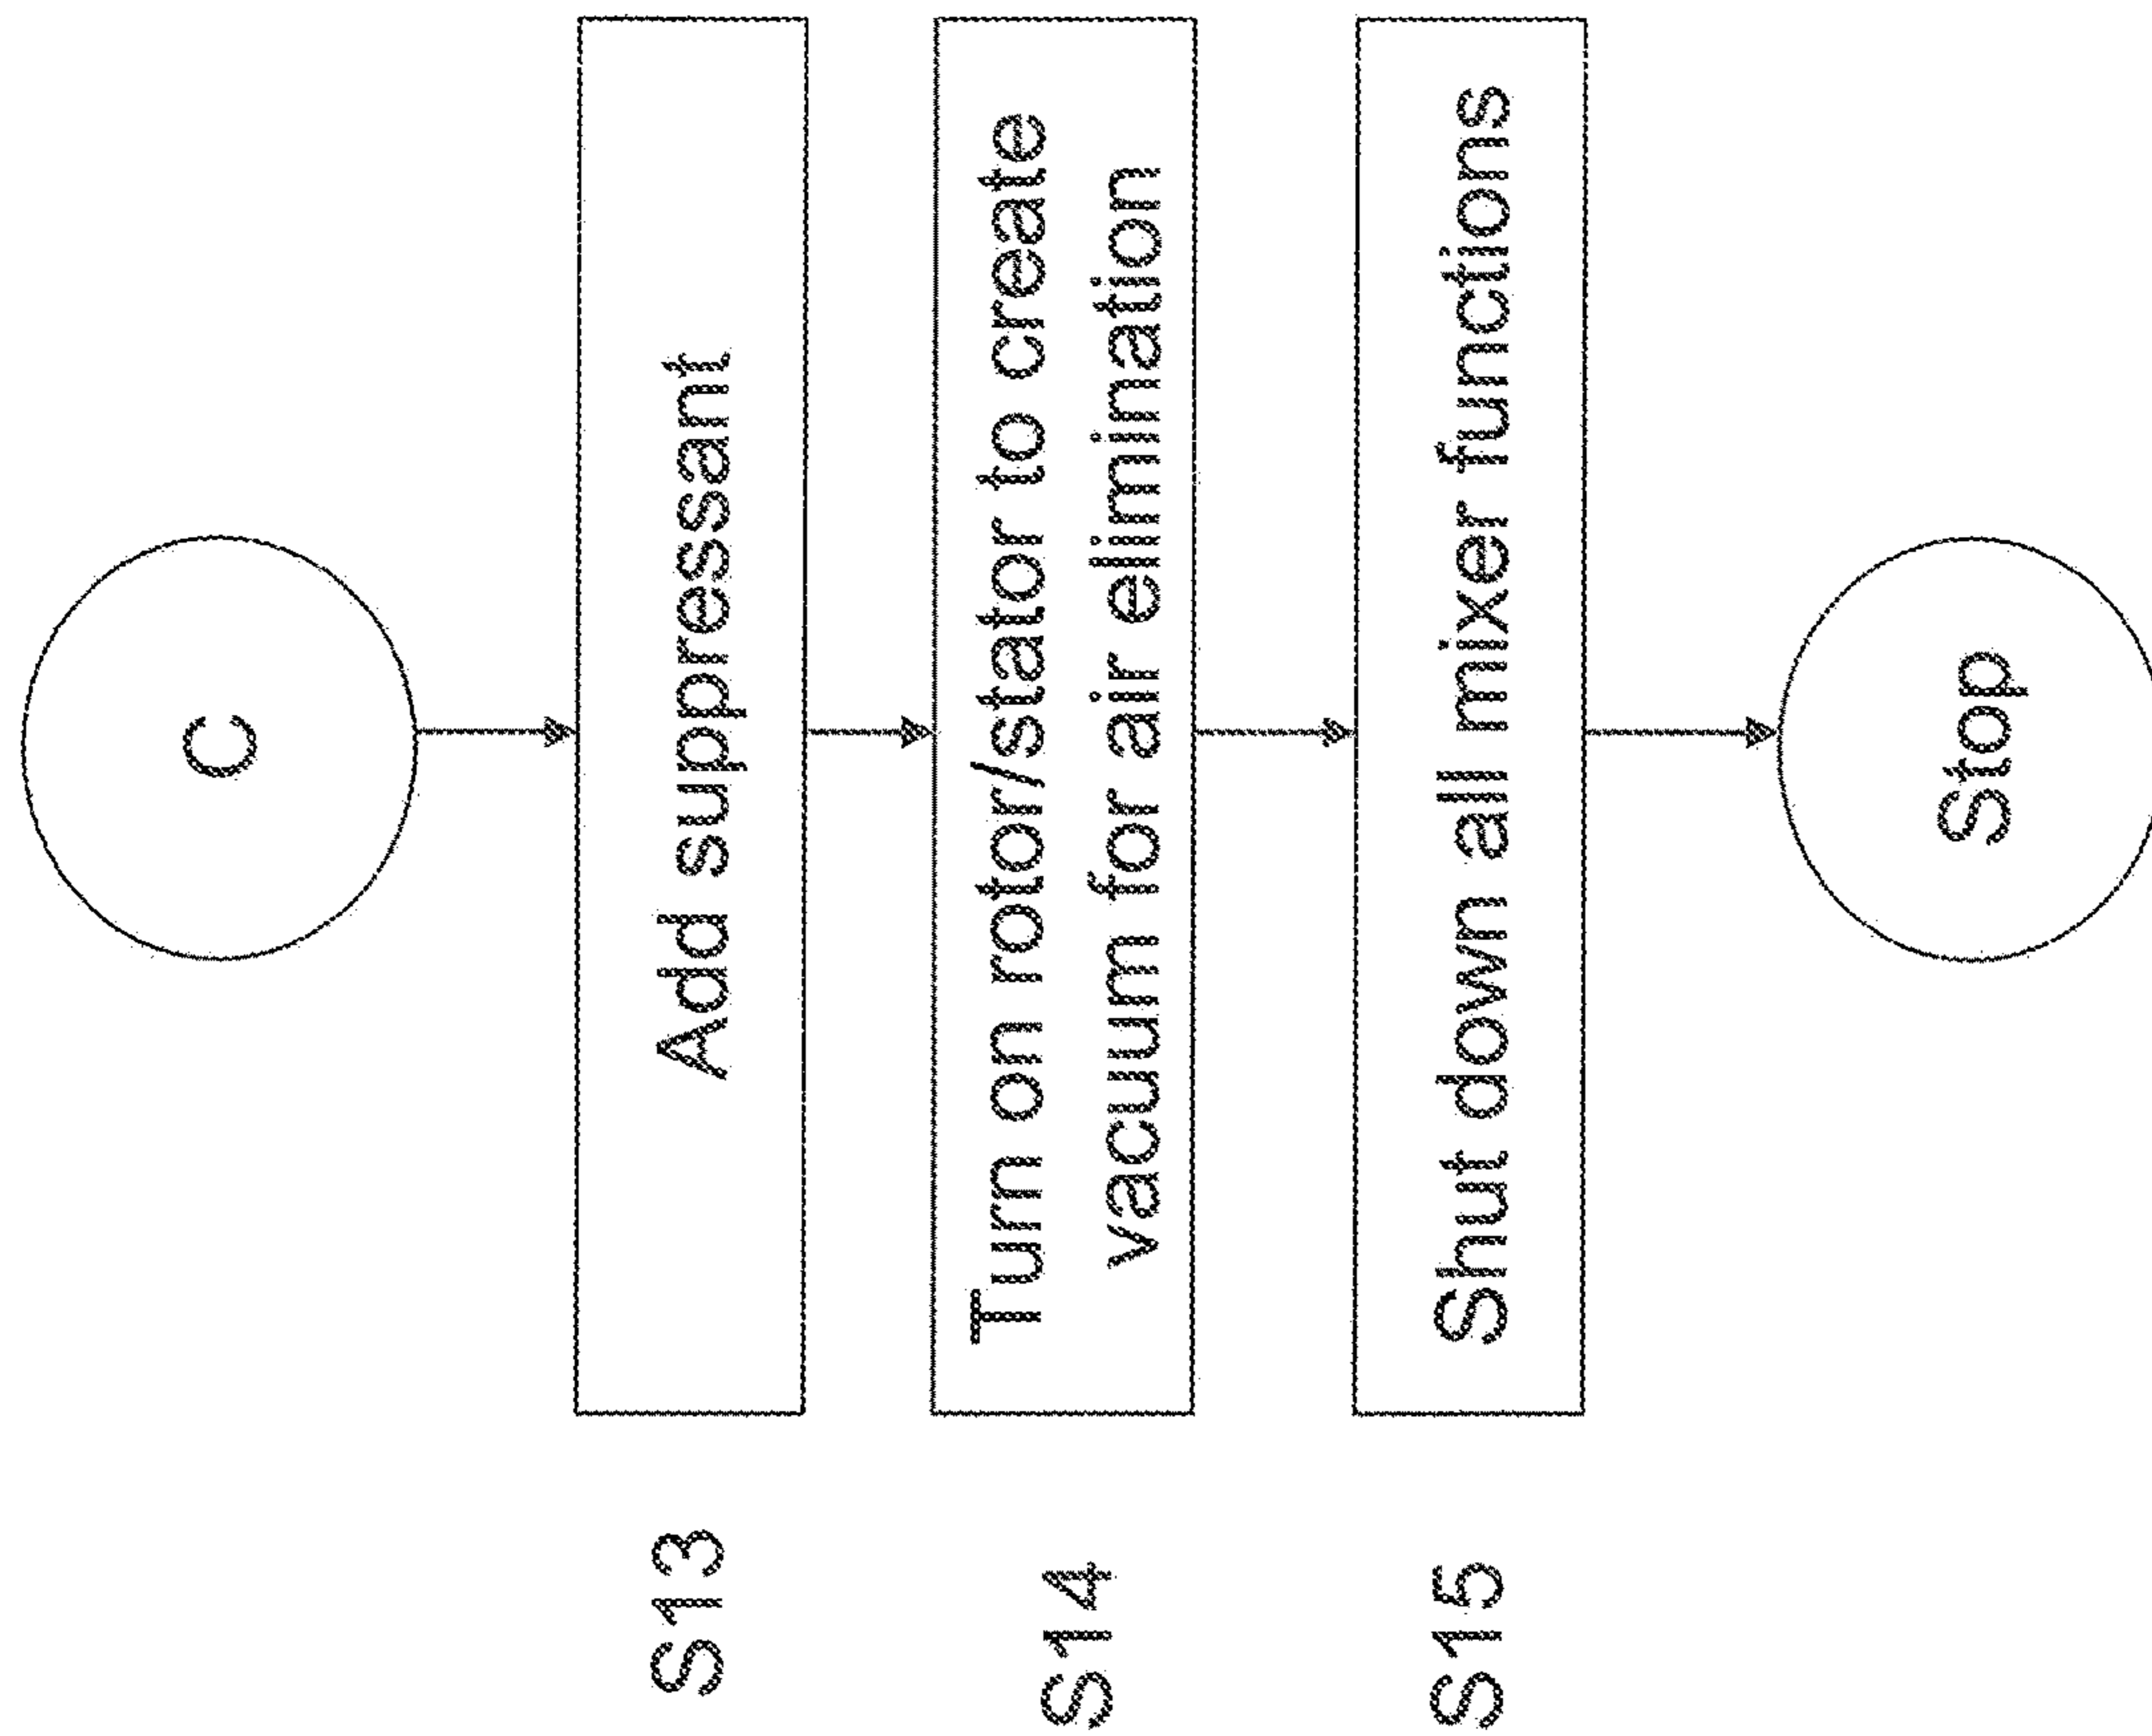 C
S13
Add suppressant
S14
Turn on rotor/stator to create
vacuum for air elimination
S15
Shut down all mixer functions
Stop